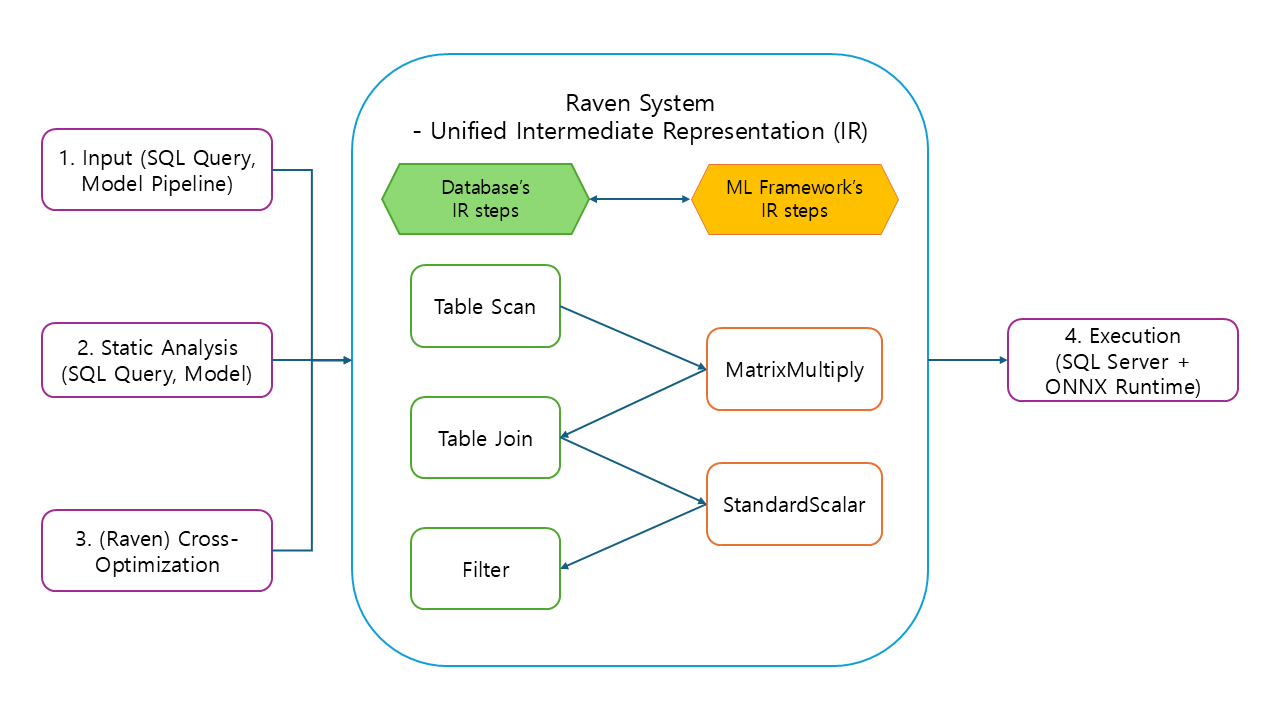 Raven System
- Unified Intermediate Representation (IR)
1. Input (SQL Query,
Model Pipeline)
Database’s
IR steps
ML Framework’s
IR steps
Table Scan
2. Static Analysis
(SQL Query, Model)
MatrixMultiply
4. Execution
(SQL Server +
ONNX Runtime)
Table Join
StandardScalar
3. (Raven) Cross-
Optimization
Filter